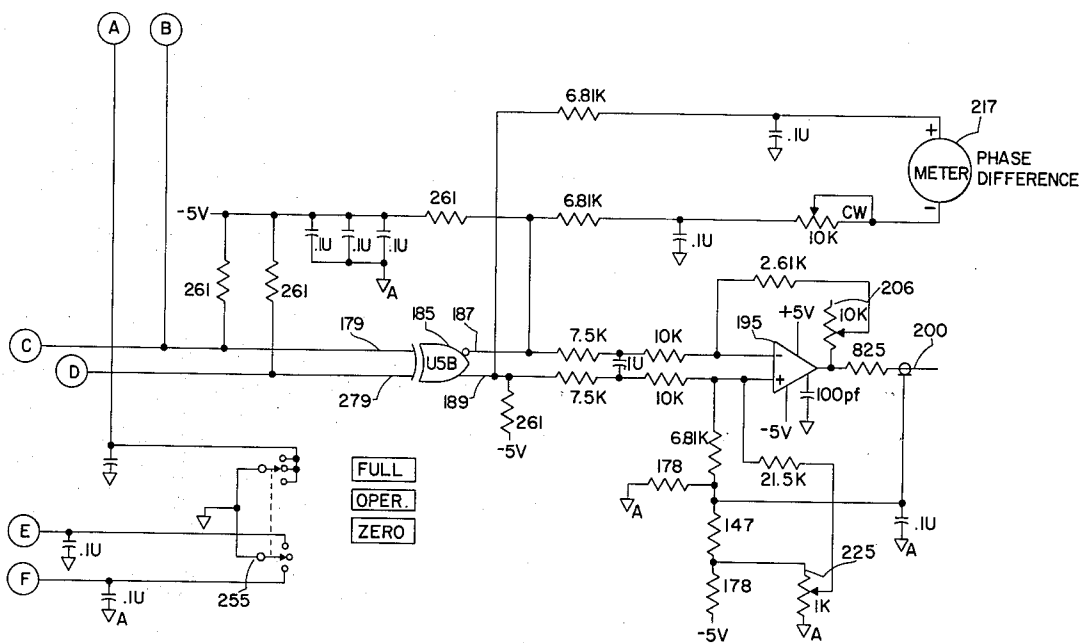 A
B
6.81K
217
.1U
+
METER
PHASE
DIFFERENCE
-
-5V
261
6.81K
.1U
.1U
.1U
A
.1U
CW
10K
2.61K
206
261
261
185
187
195
+5V
10K
C
179
U5B
7.5K
10K
-
825
200
D
.1U
+
279
189
7.5K
10K
100pf
-5V
261
-5V
6.81K
178
21.5K
A
FULL
OPER.
ZERO
E
.1U
147
.1U
A
225
F
.1U
A
255
178
1K
-5V
A